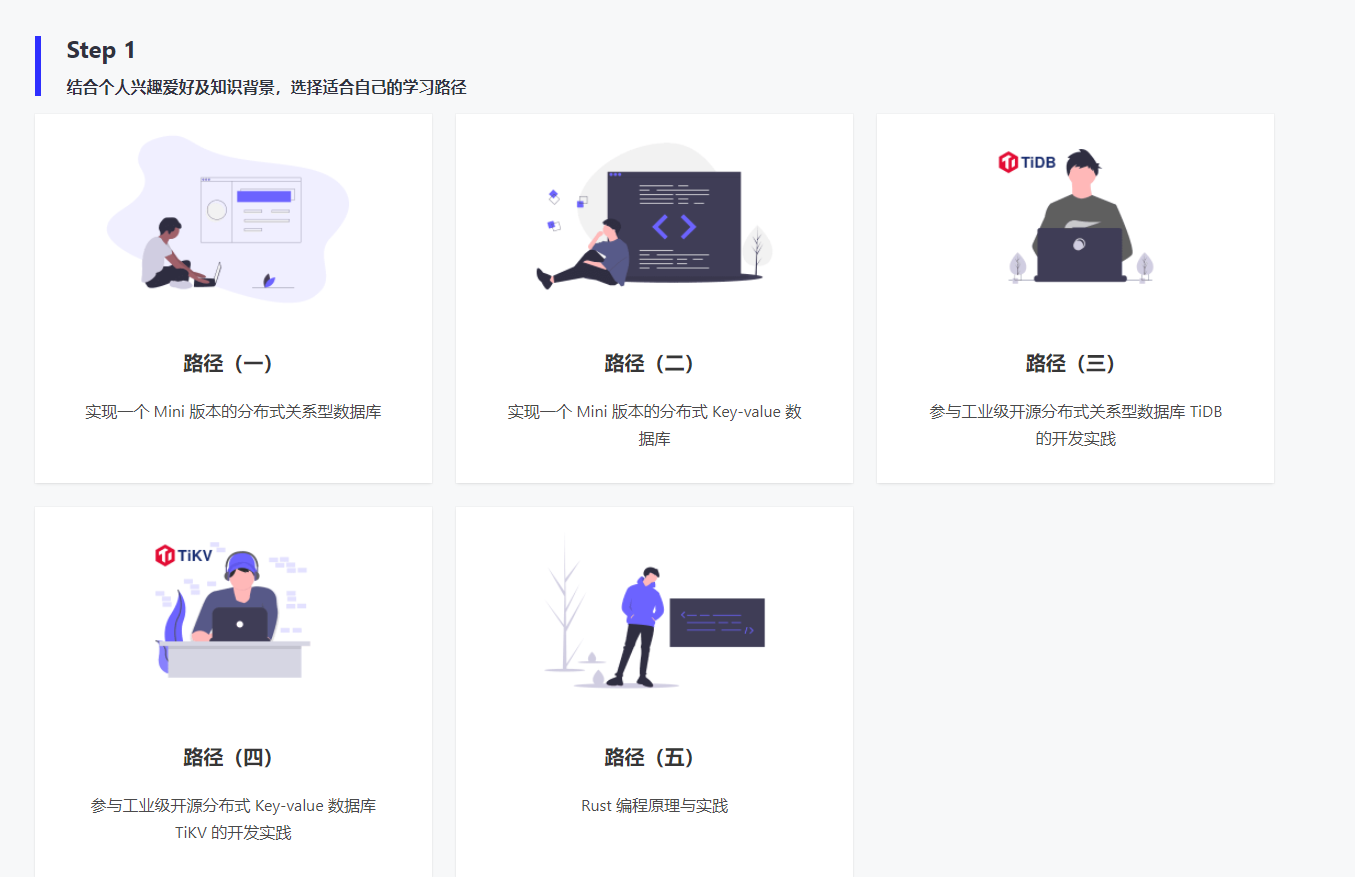 Step 1
结合个人兴趣爱好及知识背景，选择适合自己的学习路径
TiDB
路径（一）
路径（二）
路径（三）
实现一个 Mini 版本的分布式关系型数据库
实现一个 Mini 版本的分布式 Key-value 数
据库
参与工业级开源分布式关系型数据库 TiDB
的开发实践
TiKV
路径（四）
路径（五）
参与工业级开源分布式 Key-value 数据库
TiKV 的开发实践
Rust 编程原理与实践